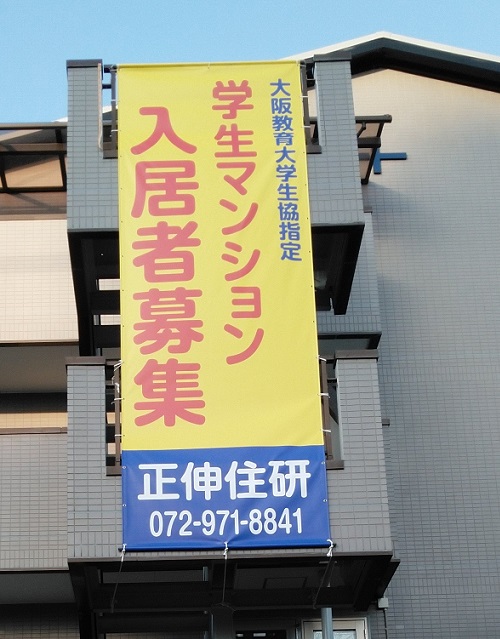 大阪教育大学生協指定
学生マンション
入居者募集
正伸住研
072-971-8841